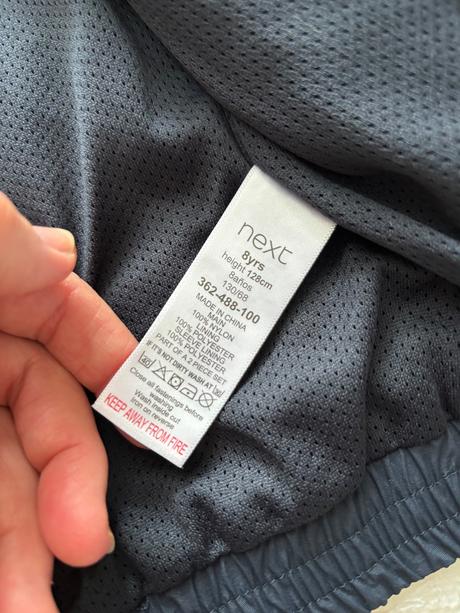 next
8yrs
height 128cm
8años
130/68
362-488-100
MADE IN CHINA
MAIN
100% NYLON
LINING
100% POLYESTER
SLEEVE LINING
100% POLYESTER
PART OF A 2 PIECE SET
IF IT'S NOT DIRTY WASH AT 30
40
Close all fastenings before
washing
Wash inside out
iron on reverse
KEEP AWAY FROM FIRE